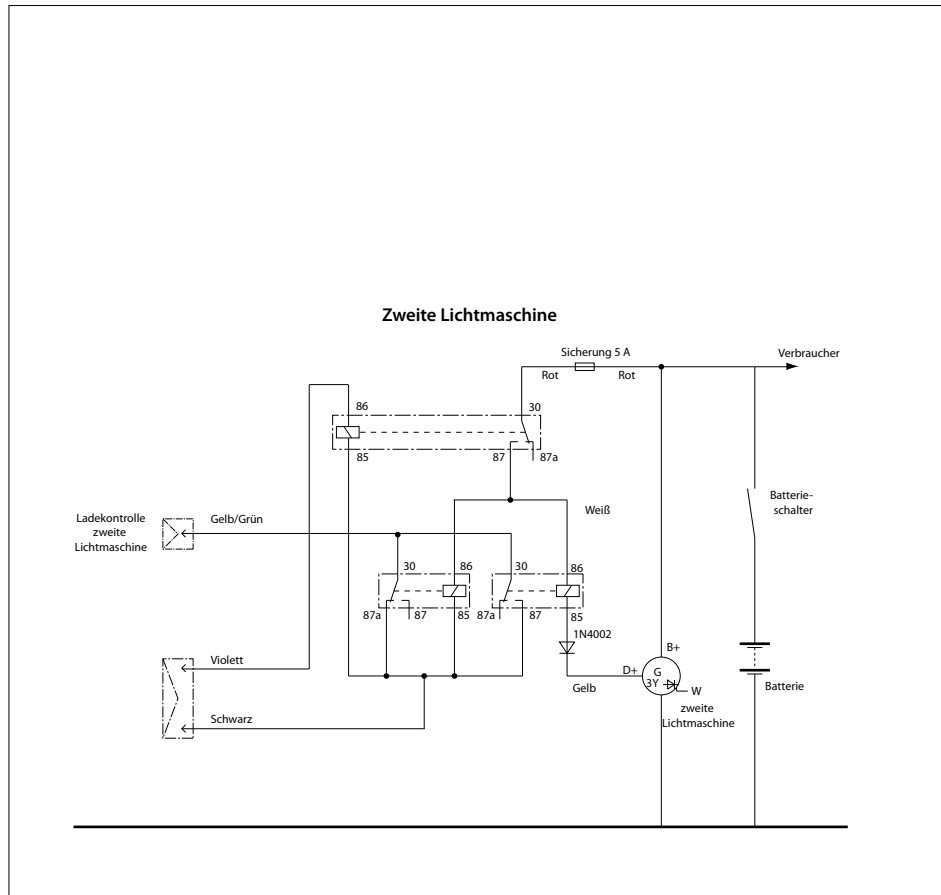 Zweite Lichtmaschine
Sicherung 5 A
Verbraucher
Rot
Rot
86
30
85
87
87a
Batterie-
schalter
Weiß
Ladekontrolle
zweite
Lichtmaschine
Gelb/Grün
30
86
30
86
87a
87
85
87a
87
85
1N4002
Violett
B+
D+
G
3Y
W
Gelb
Batterie
zweite
Lichtmaschine
Schwarz